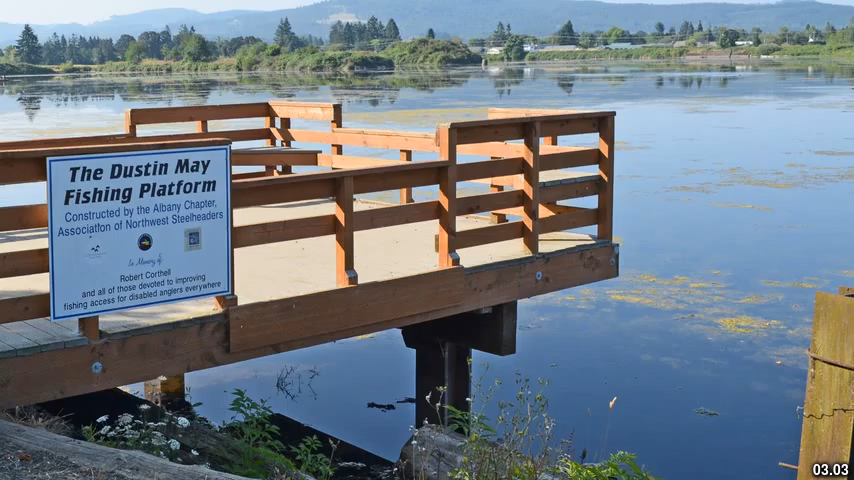 The Dustin May
Fishing Platform
Constructed by the Albany Chapter,
Association of Northwest Steelheaders
In Memory of
Robert Corthell
and all of those devoted to improving
fishing access for disabled anglers everywhere
03.03